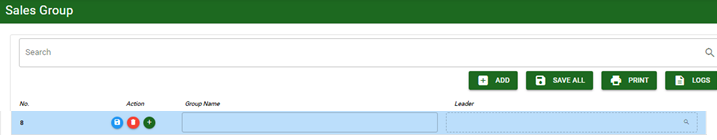 Sales Group
Search
ADD SAVE ALL PRINT LOGS
No. Action Group Name Leader
8